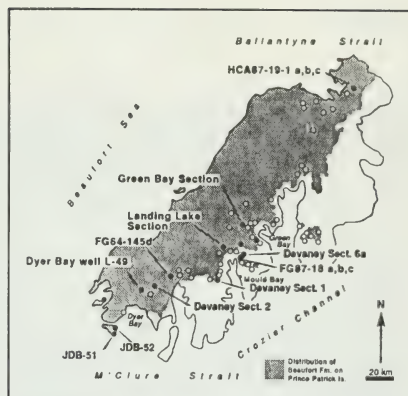 Ballantyne Strait
HCA87-19-1 a,b,c
Beaufort Sea
Green Bay Section
Landing Lake
Section
FG64-145d
Dyer Bay well L-49
Green
Bay
Devaney Sect. 6a
Mould Bay
FG87-18 a,b,c
Devaney Sect. 1
Devaney Sect. 2
Dyer
Bay
JDB-51
JDB-52
Crozier Channel
M'Clure Strait
N
Distribution of
Beaufort Fm. on
Prince Patrick Is.
20 km